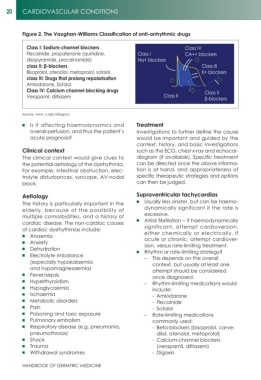 20
CARDIOVASCULAR CONDITIONS
Figure 2. The Vaughan-Williams Classification of anti-arrhythmic drugs
Class I: Sodium-channel blockers
Flecainide, propafenone (quinidine,
disopyramide, procainamide)
class II: β-blockers
Bisoprolol, atenolol, metoprolol, sotalol
class III: Drugs that prolong repolarisation
Amiodarone, Sotalol
Class IV: Calcium channel-blocking drugs
Verapamil, diltiazem
Class I
Na+ blockers
Class IV
CA++ blockers
Class III
K+ blockers
Class II
Class II
β-blockers
■ Is it affecting haemodynamics and
overall perfusion, and thus the patient's
acute prognosis?
Clinical context
The clinical context would give clues to
the potential aetiology of the dysrhythmia.
For example, intestinal obstruction, elec-
trolyte disturbances, syncope, AV-nodal
block.
Aetiology
The history is particularly important in the
elderly, because of the possibility of
multiple comorbidities, and a history of
cardiac disease. The non-cardiac causes
of cardiac dysrhythmias include:
■ Anaemia
■ Anxiety
■ Dehydration
■ Electrolyte imbalance
(especially hypokalaemia
and hypomagnesaemia)
■ Fever/sepsis
■ Hyperthyroidism
■ Hypoglycaemia
■ Ischaemia
■ Metabolic disorders
■ Pain
■ Poisoning and toxic exposure
■ Pulmonary embolism
■ Respiratory disease (e.g. pneumonia,
pneumothorax)
■ Shock
■ Trauma
■ Withdrawal syndromes
Treatment
Investigations to further define the cause
would be important and guided by the
context, history, and basic investigations
such as the ECG, chest x-ray and echocar-
diogram (if available). Specific treatment
can be directed once the above informa-
tion is at hand, and appropriateness of
specific therapeutic strategies and options
can then be judged.
Supraventricular tachycardias
■ Usually less sinister, but can be haemo-
dynamically significant if the rate is
excessive.
■ Atrial fibrillation – if haemodynamically
significant, attempt cardioversion,
either chemically or electrically. If
acute or chronic, attempt cardiover-
sion, versus rate-limiting treatment.
■ Rhythm or rate-limiting strategy?
– This depends on the overall
context, but usually at least one
attempt should be considered
once diagnosed.
– Rhythm-limiting medications would
include:
- Amiodarone
- Flecainide
- Sotalol
– Rate-limiting medications
commonly used:
- Beta-blockers (bisoprolol, carve-
dilol, atenolol, metoprolol)
- Calcium-channel blockers
(verapamil, diltiazem)
- Digoxin
HANDBOOK OF GERIATRIC MEDICINE